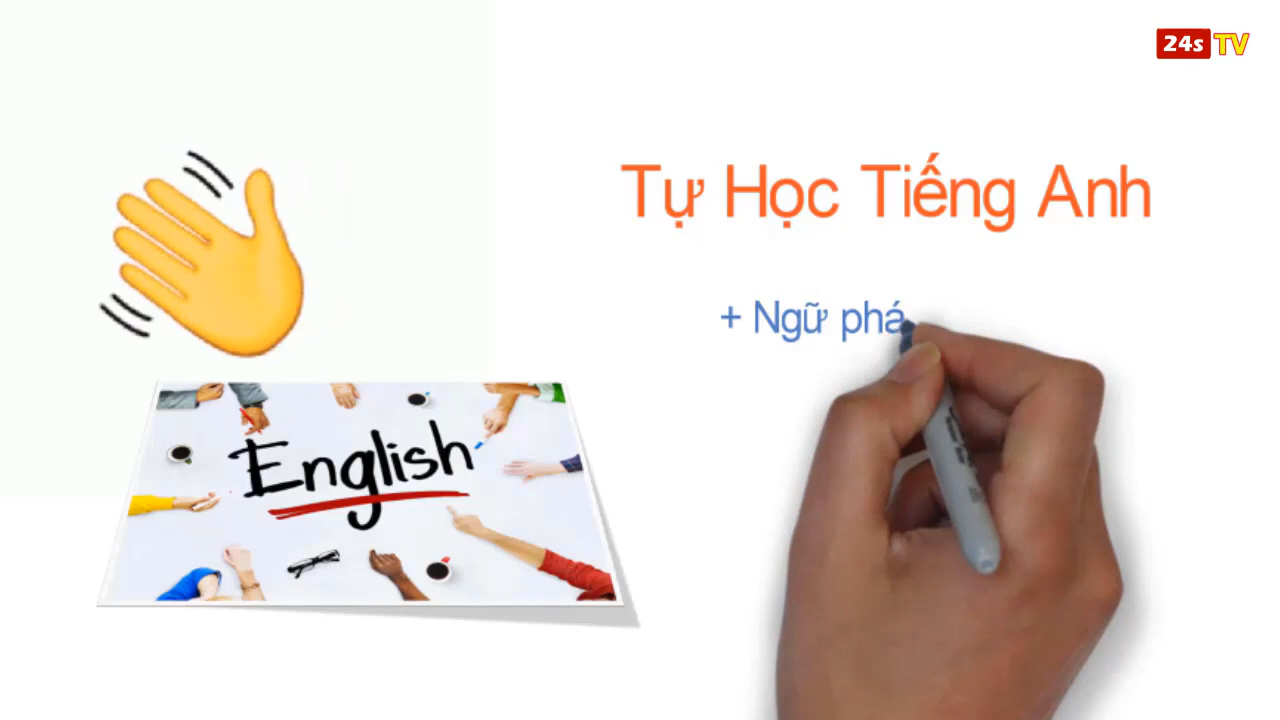 24s TV
Tự Học Tiếng Anh
+ Ngữ phá
English